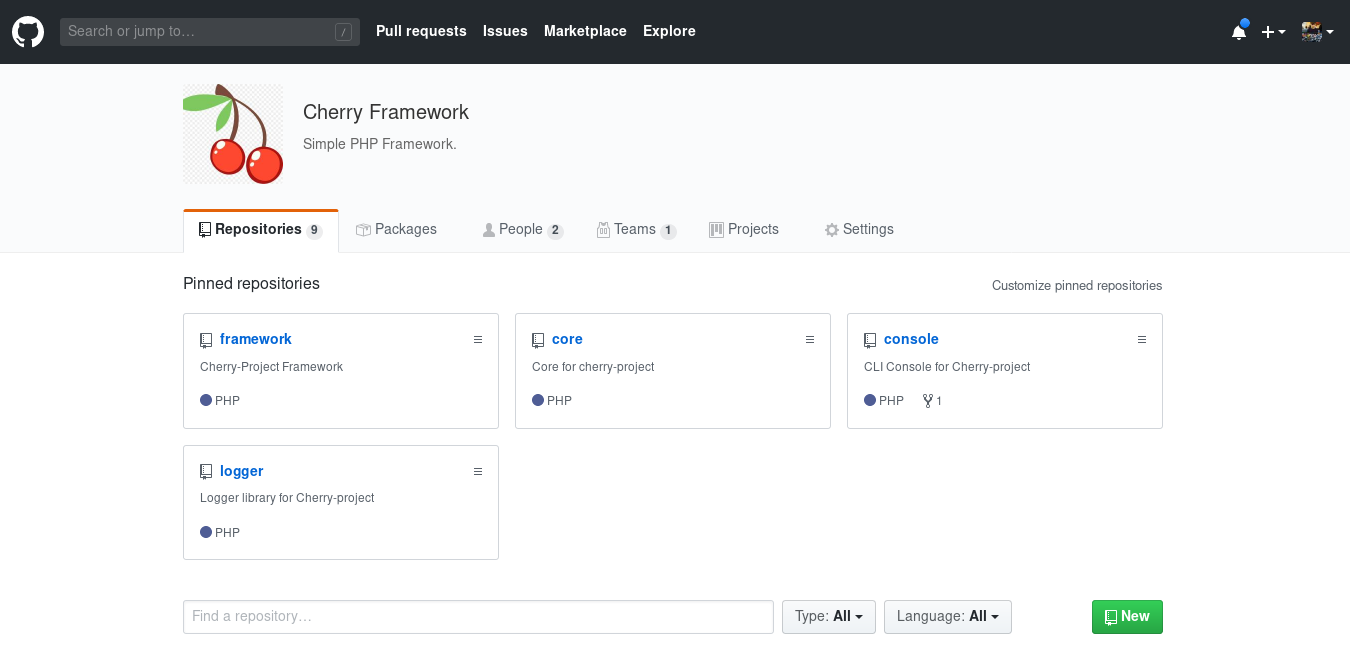 Search or jump to… / Pull requests Issues Marketplace Explore
Cherry Framework
Simple PHP Framework.
Repositories 9 Packages People 2 Teams 1 Projects Settings
Pinned repositories Customize pinned repositories
framework
Cherry-Project Framework
PHP
core
Core for cherry-project
PHP
console
CLI Console for Cherry-project
PHP 1
logger
Logger library for Cherry-project
PHP
Find a repository… Type: All Language: All New